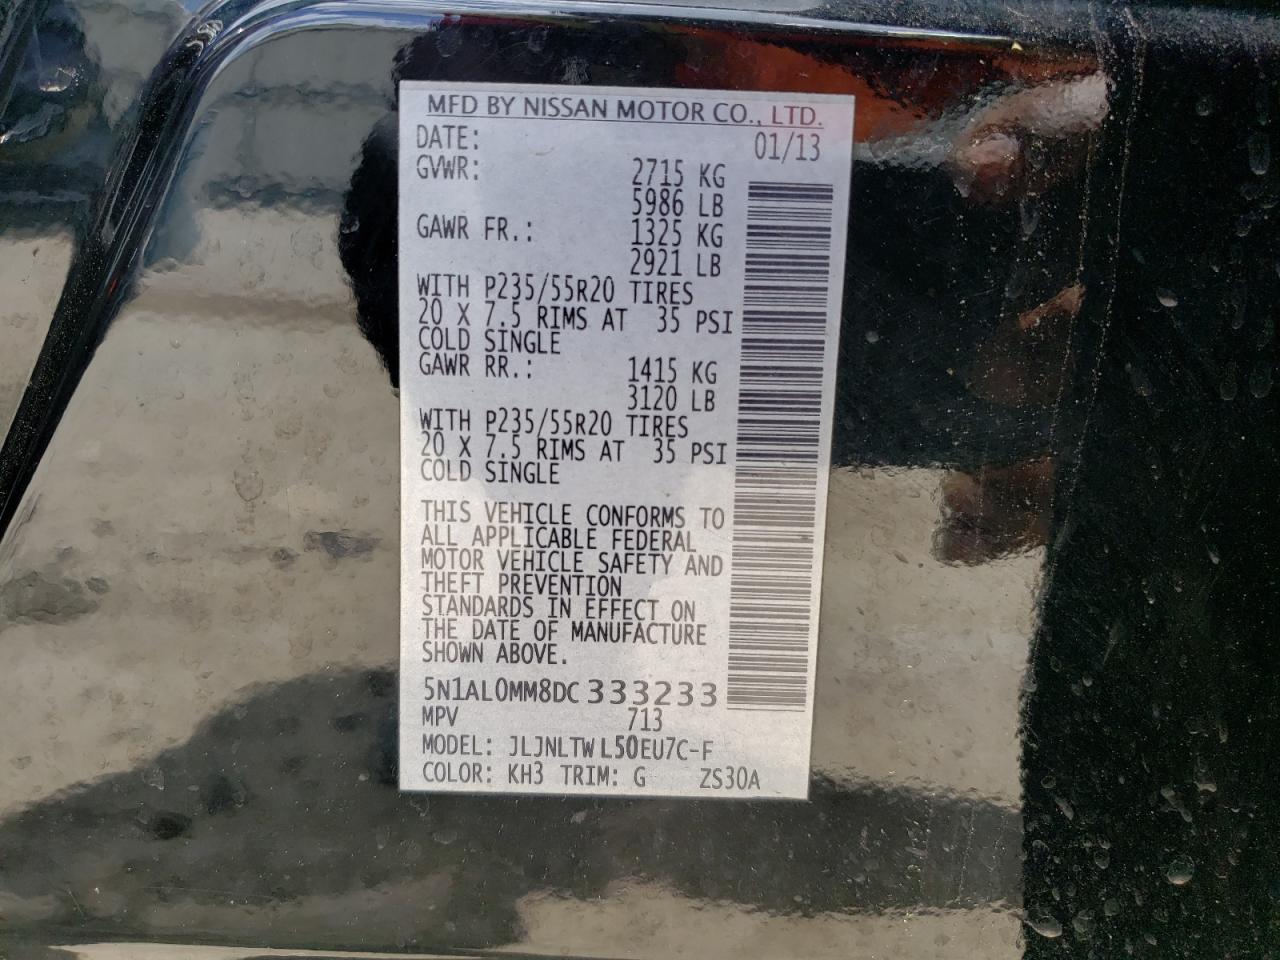 MFD BY NISSAN MOTOR CO., LTD.
DATE: 01/13
GVWR: 2715 KG
5986 LB
GAWR FR.: 1325 KG
2921 LB
WITH P235/55R20 TIRES
20 X 7.5 RIMS AT 35 PSI
COLD SINGLE
GAWR RR.: 1415 KG
3120 LB
WITH P235/55R20 TIRES
20 X 7.5 RIMS AT 35 PSI
COLD SINGLE
THIS VEHICLE CONFORMS TO
ALL APPLICABLE FEDERAL
MOTOR VEHICLE SAFETY AND
THEFT PREVENTION
STANDARDS IN EFFECT ON
THE DATE OF MANUFACTURE
SHOWN ABOVE.
5N1AL0MM8DC333233
MPV 713
MODEL: JLJNLTWL50EU7C-F
COLOR: KH3 TRIM: G ZS30A